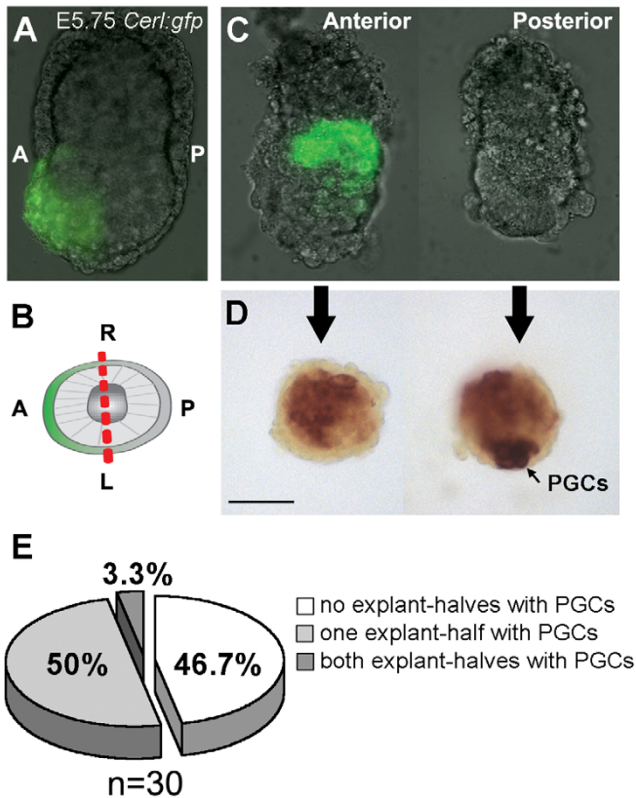 A
E5.75 Cerl:gfp
A
P
C
Anterior
Posterior
B
R
A
P
L
D
PGCs
E
3.3%
50%
46.7%
n=30
no explant-halves with PGCs
one explant-half with PGCs
both explant-halves with PGCs